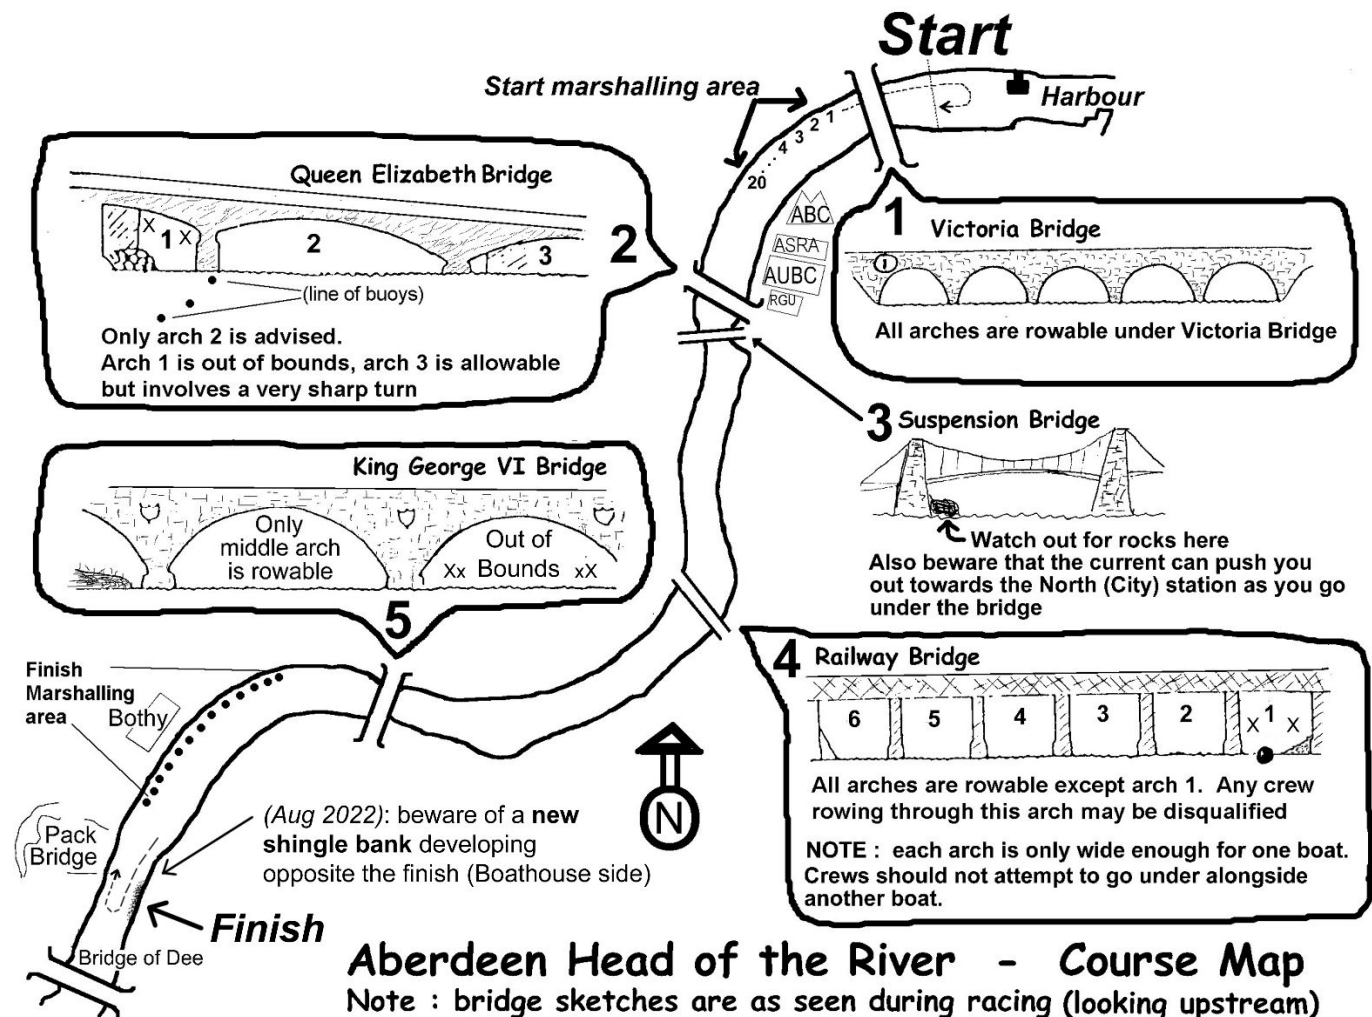 Start
Start marshalling area
Harbour
1
2
3
4
...
20
ABC
ASRA
AUBC
RGU
1
Victoria Bridge
i
All arches are rowable under Victoria Bridge
2
Queen Elizabeth Bridge
X 1 X
2
3
(line of buoys)
Only arch 2 is advised.
Arch 1 is out of bounds, arch 3 is allowable
but involves a very sharp turn
3
Suspension Bridge
Watch out for rocks here
Also beware that the current can push you
out towards the North (City) station as you go
under the bridge
4
Railway Bridge
6 5 4 3 2 X 1 X
All arches are rowable except arch 1. Any crew
rowing through this arch may be disqualified
NOTE : each arch is only wide enough for one boat.
Crews should not attempt to go under alongside
another boat.
5
King George VI Bridge
Only
middle arch
is rowable
Out of
Xx Bounds xX
Finish
Marshalling
area
Bothy
Pack
Bridge
(Aug 2022): beware of a new
shingle bank developing
opposite the finish (Boathouse side)
Finish
Bridge of Dee
N
Aberdeen Head of the River - Course Map
Note : bridge sketches are as seen during racing (looking upstream)